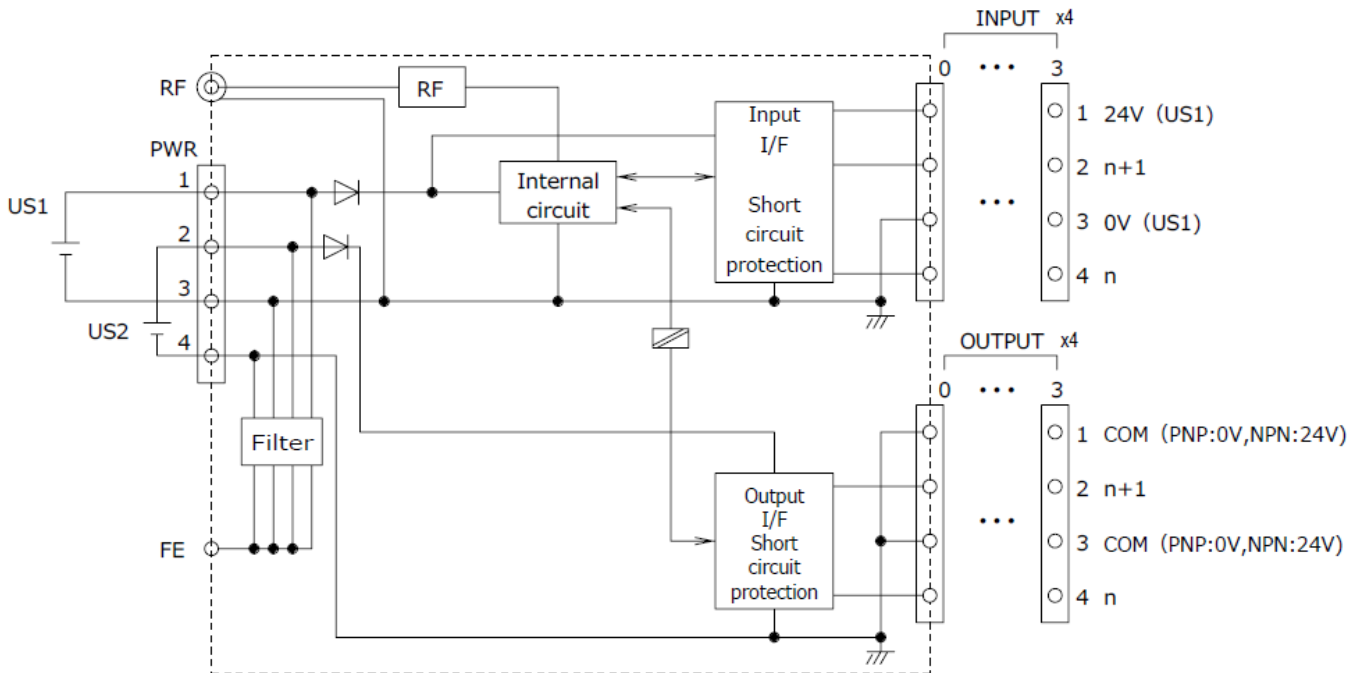 INPUT x4
0 ••• 3
RF
RF
Input
I/F
Short
circuit
protection
1 24V (US1)
2 n+1
•••
3 0V (US1)
4 n
PWR
1
2
3
4
US1
US2
Internal
circuit
Filter
FE
OUTPUT x4
0 ••• 3
Output
I/F
Short
circuit
protection
1 COM (PNP:0V,NPN:24V)
2 n+1
•••
3 COM (PNP:0V,NPN:24V)
4 n